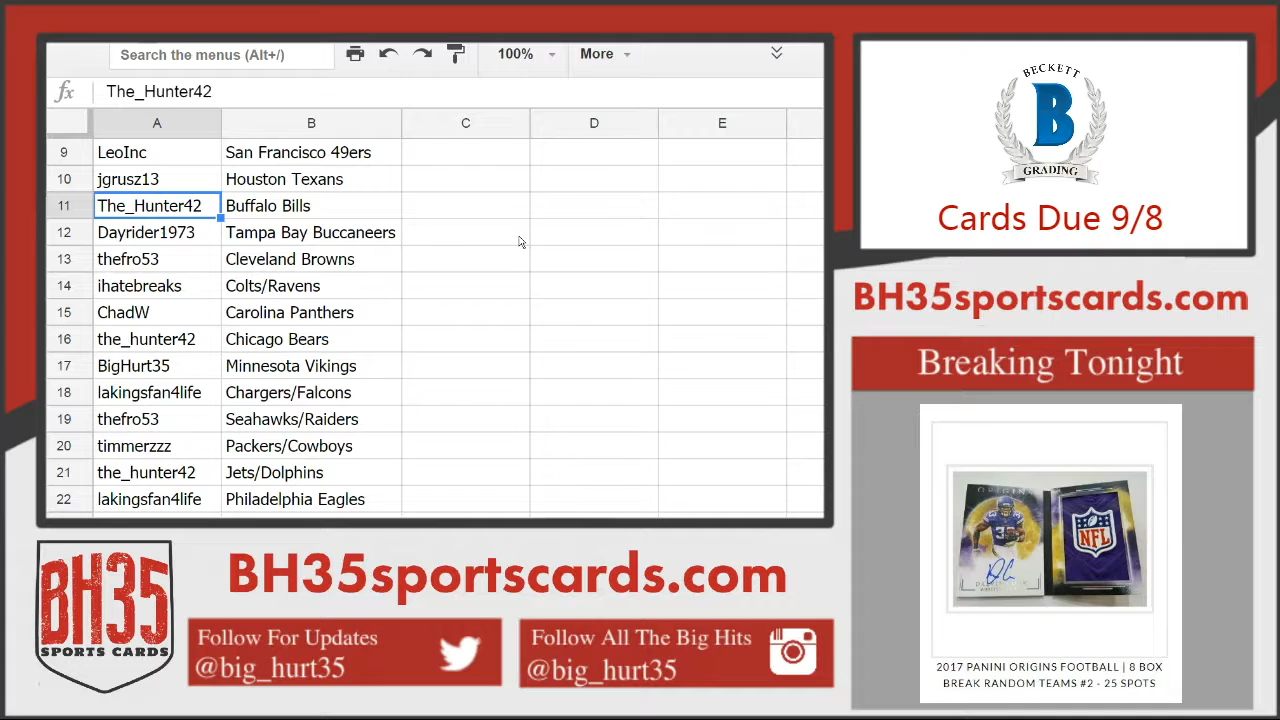 Search the menus (Alt+/)
100%
More
fx
The_Hunter42
A B C D E
9 LeoInc San Francisco 49ers
10 jgrusz13 Houston Texans
11 The_Hunter42 Buffalo Bills
12 Dayrider1973 Tampa Bay Buccaneers
13 thefro53 Cleveland Browns
14 ihatebreaks Colts/Ravens
15 ChadW Carolina Panthers
16 the_hunter42 Chicago Bears
17 BigHurt35 Minnesota Vikings
18 lakingsfan4life Chargers/Falcons
19 thefro53 Seahawks/Raiders
20 timmerzzz Packers/Cowboys
21 the_hunter42 Jets/Dolphins
22 lakingsfan4life Philadelphia Eagles
BECKETT
B
GRADING
Cards Due 9/8
BH35sportscards.com
Breaking Tonight
ORIGINS
33
NFL
2017 PANINI ORIGINS FOOTBALL | 8 BOX
BREAK RANDOM TEAMS #2 - 25 SPOTS
BH35
SPORTS CARDS
BH35sportscards.com
Follow For Updates
@big_hurt35
Follow All The Big Hits
@big_hurt35